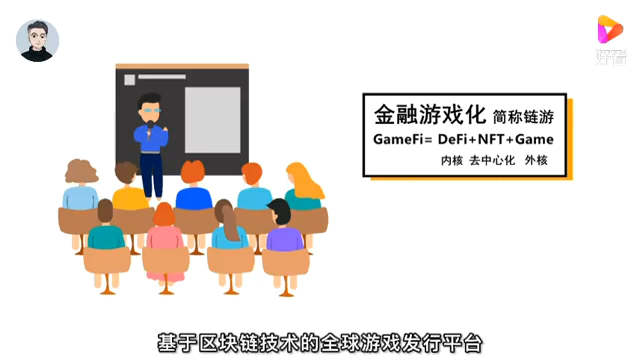 好看
金融游戏化 简称链游
GameFi= DeFi+NFT+Game
内核 去中心化 外核
基于区块链技术的全球游戏发行平台